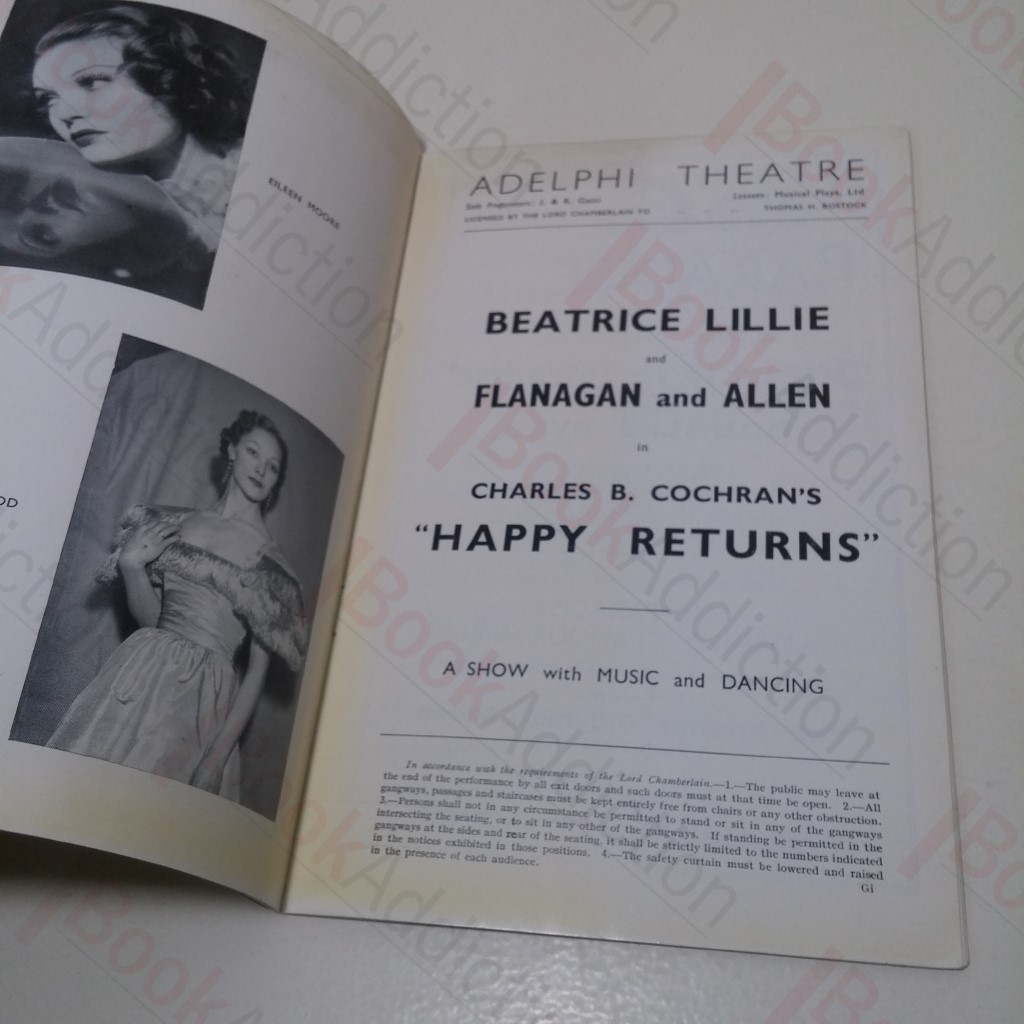 EILEEN MOORE
OD
ADELPHI THEATRE
Sole Proprietors: J. & R. Gatti
Lessees: Musical Plays, Ltd.
LICENSED BY THE LORD CHAMBERLAIN TO - - - THOMAS H. BOSTOCK
BEATRICE LILLIE
and
FLANAGAN and ALLEN
in
CHARLES B. COCHRAN'S
"HAPPY RETURNS"
A SHOW with MUSIC and DANCING
In accordance with the requirements of the Lord Chamberlain.—1.—The public may leave at
the end of the performance by all exit doors and such doors must at that time be open. 2.—All
gangways, passages and staircases must be kept entirely free from chairs or any other obstruction.
3.—Persons shall not in any circumstance be permitted to stand or sit in any of the gangways
intersecting the seating, or to sit in any of the gangways. If standing be permitted in the
gangways at the sides and rear of the seating, it shall be strictly limited to the numbers indicated
in the notices exhibited in those positions. 4.—The safety curtain must be lowered and raised
in the presence of each audience.
Gi
BookAddiction